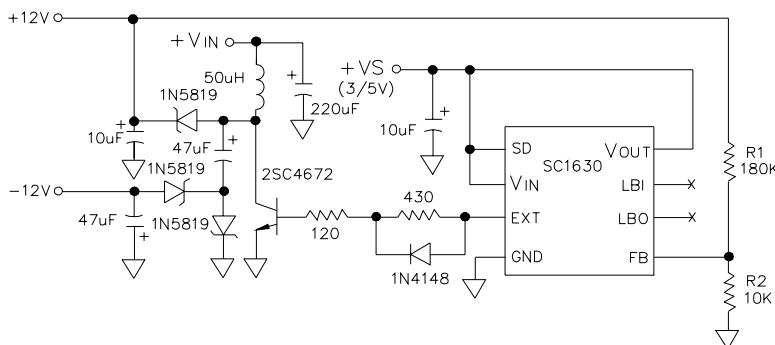 +12V
+VIN
50uH
220uF
1N5819
10uF
47uF
1N5819
-12V
47uF
1N5819
2SC4672
120
430
1N4148
+VS
(3/5V)
10uF
SC1630
SD
VIN
EXT
GND
VOUT
LBI
LBO
FB
R1
180K
R2
10K